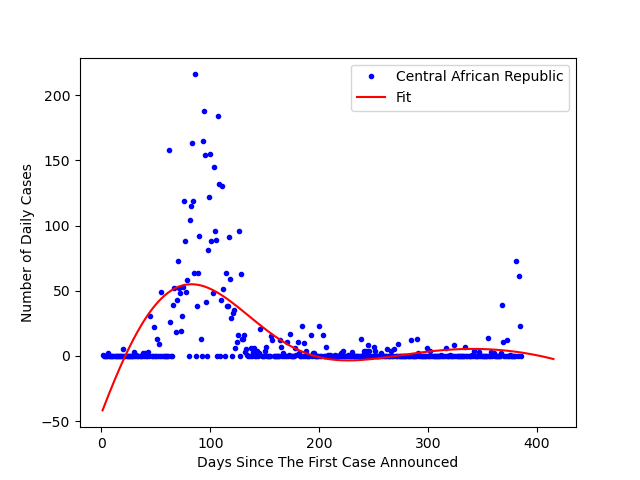 Central African Republic
Fit
Number of Daily Cases
200
150
100
50
0
−50
0 100 200 300 400
Days Since The First Case Announced